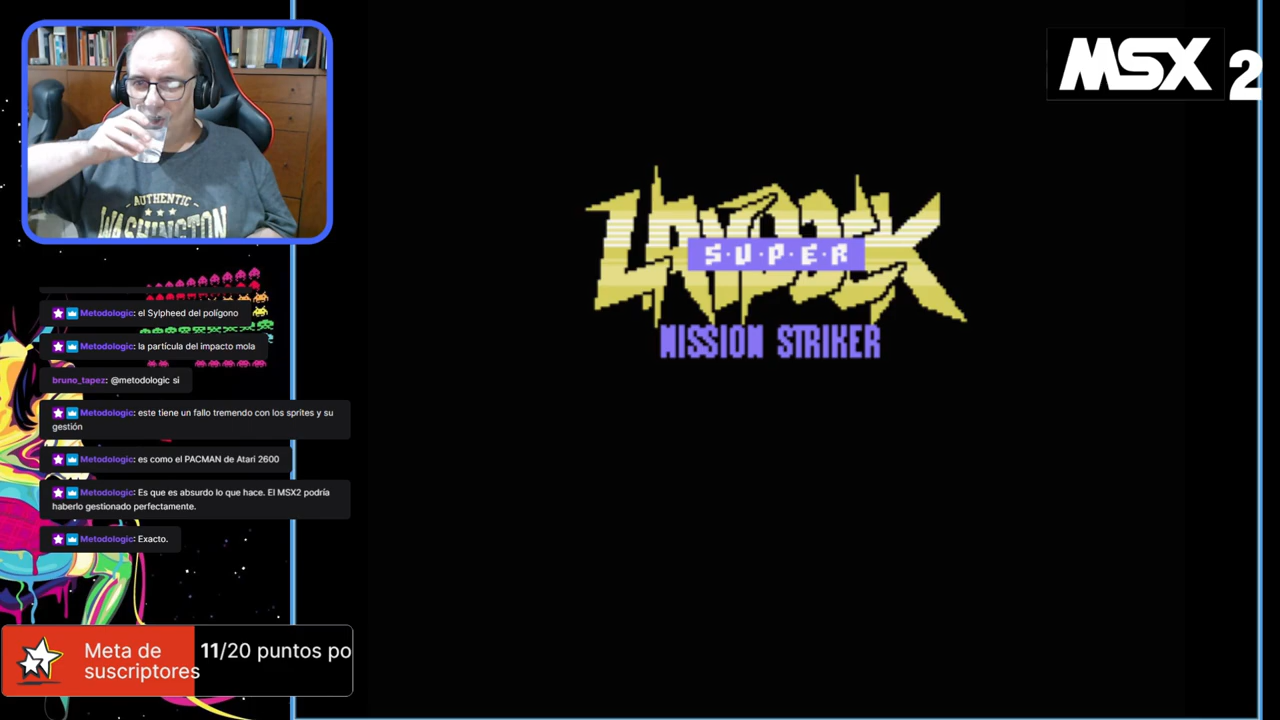 MSX 2
AUTHENTIC
WASHINGTON
LAYDOCK
S·U·P·E·R
MISSION STRIKER
Metodologic: el Sylpheed del polígono
Metodologic: la partícula del impacto mola
bruno_tapez: @metodologic si
Metodologic: este tiene un fallo tremendo con los sprites y su
gestión
Metodologic: es como el PACMAN de Atari 2600
Metodologic: Es que es absurdo lo que hace. El MSX2 podría
haberlo gestionado perfectamente.
Metodologic: Exacto.
Meta de
suscriptores
11/20 puntos po